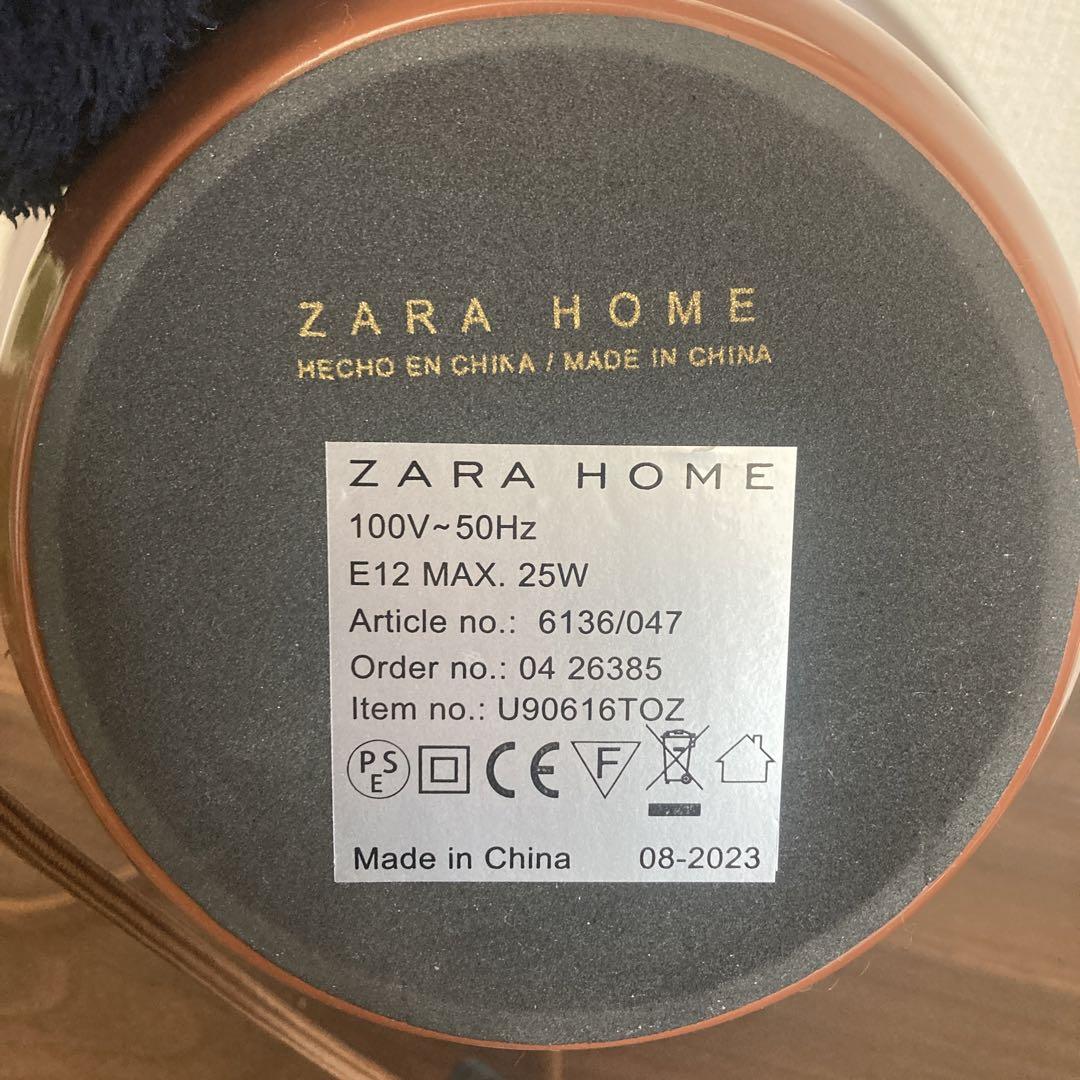 ZARA HOME
HECHO EN CHINA / MADE IN CHINA
ZARA HOME
100V~50Hz
E12 MAX. 25W
Article no.: 6136/047
Order no.: 04 26385
Item no.: U90616TOZ
PSE CE F
Made in China 08-2023